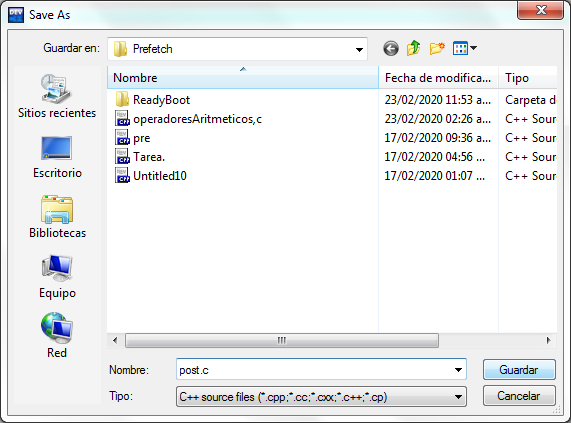 Save As
Guardar en: Prefetch
Nombre Fecha de modifica... Tipo
ReadyBoot 23/02/2020 11:53 a... Carpeta d
operadoresAritmeticos,c 23/02/2020 02:26 a... C++ Sour
pre 17/02/2020 09:36 a... C++ Sour
Tarea. 17/02/2020 04:56 ... C++ Sour
Untitled10 17/02/2020 01:07 ... C++ Sour
Sitios recientes
Escritorio
Bibliotecas
Equipo
Red
Nombre: post.c Guardar
Tipo: C++ source files (*.cpp;*.cc;*.cxx;*.c++;*.cp) Cancelar